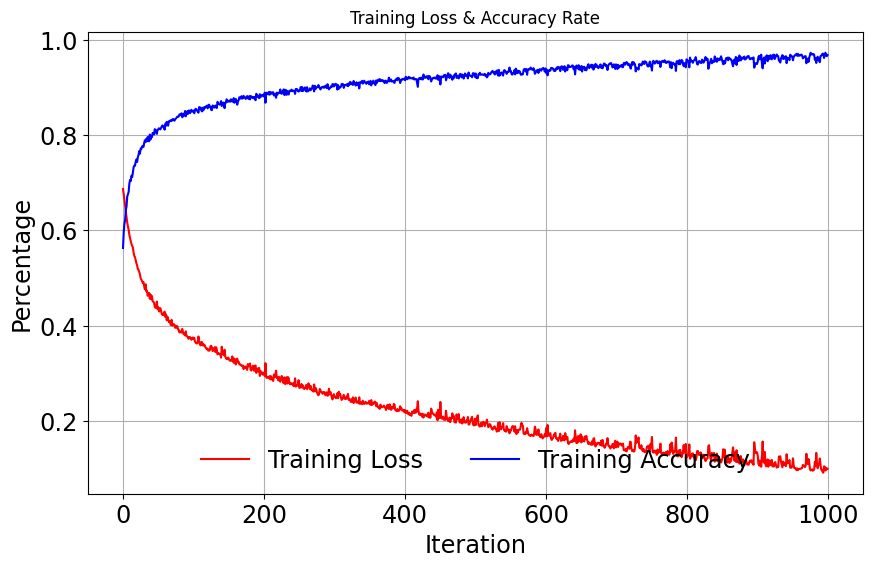 Training Loss & Accuracy Rate
1.0
0.8
0.6
0.4
0.2
Percentage
Training Loss Training Accuracy
0 200 400 600 800 1000
Iteration